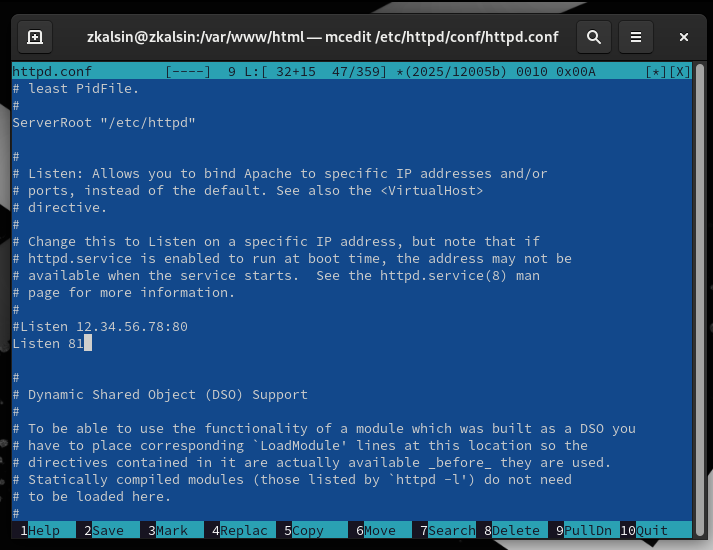 zkalsin@zkalsin:/var/www/html — mcedit /etc/httpd/conf/httpd.conf
httpd.conf [----] 9 L:[ 32+15 47/359] *(2025/12005b) 0010 0x00A [*][X]
# least PidFile.
#
ServerRoot "/etc/httpd"
#
# Listen: Allows you to bind Apache to specific IP addresses and/or
# ports, instead of the default. See also the <VirtualHost>
# directive.
#
# Change this to Listen on a specific IP address, but note that if
# httpd.service is enabled to run at boot time, the address may not be
# available when the service starts.  See the httpd.service(8) man
# page for more information.
#
#Listen 12.34.56.78:80
Listen 81
#
# Dynamic Shared Object (DSO) Support
#
# To be able to use the functionality of a module which was built as a DSO you
# have to place corresponding `LoadModule' lines at this location so the
# directives contained in it are actually available _before_ they are used.
# Statically compiled modules (those listed by `httpd -l') do not need
# to be loaded here.
#
1Help 2Save 3Mark 4Replac 5Copy 6Move 7Search 8Delete 9PullDn 10Quit